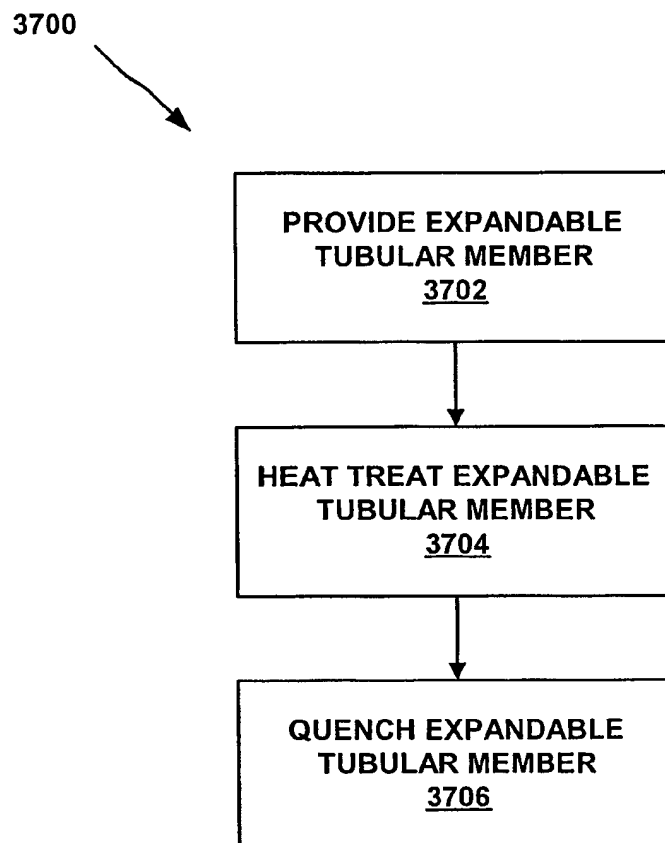 3700
PROVIDE EXPANDABLE
TUBULAR MEMBER
3702
HEAT TREAT EXPANDABLE
TUBULAR MEMBER
3704
QUENCH EXPANDABLE
TUBULAR MEMBER
3706